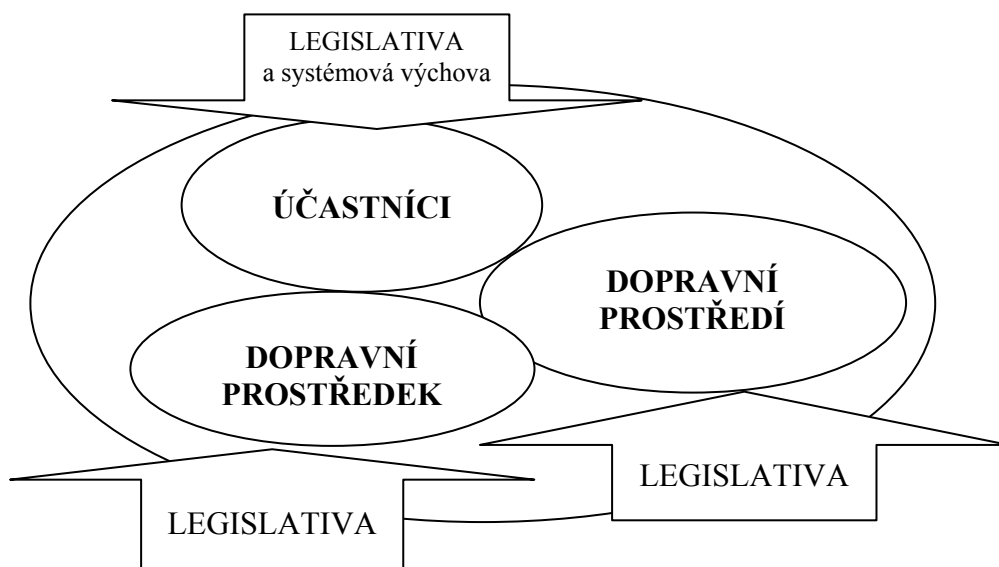 LEGISLATIVA
a systémová výchova
ÚČASTNÍCI
DOPRAVNÍ
PROSTŘEDÍ
DOPRAVNÍ
PROSTŘEDEK
LEGISLATIVA
LEGISLATIVA